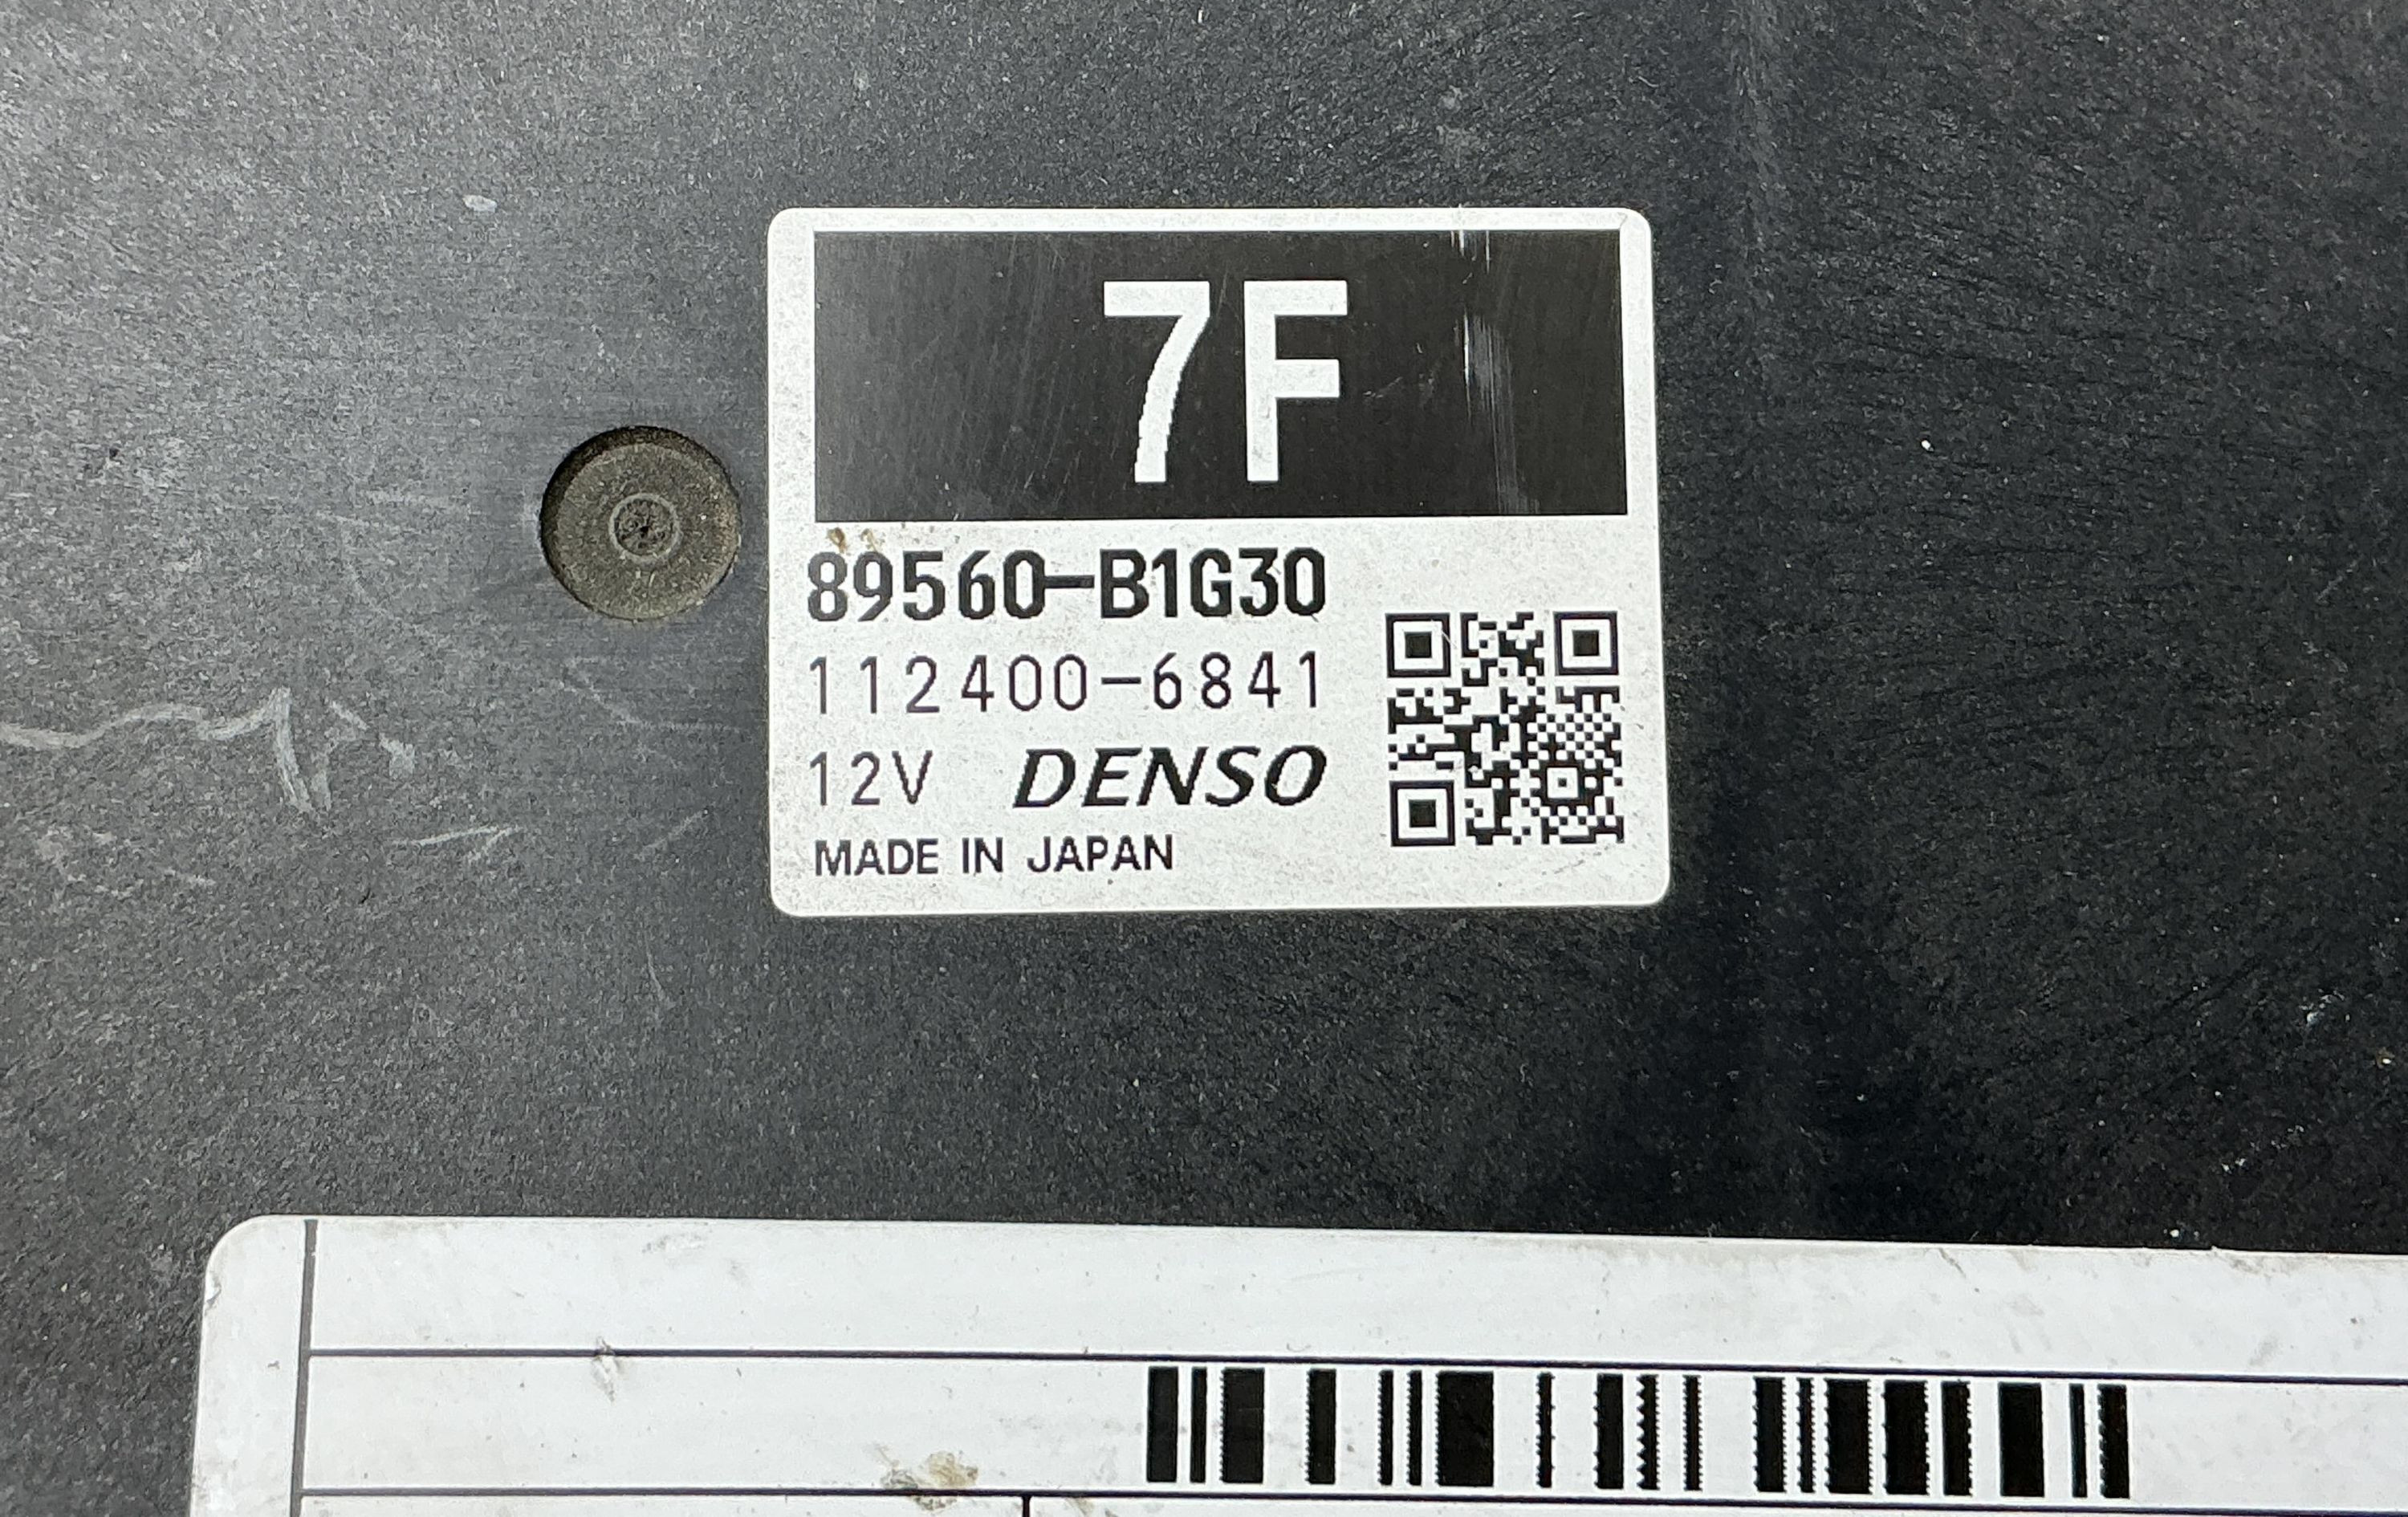 7F
89560-B1G30
112400-6841
12V DENSO
MADE IN JAPAN